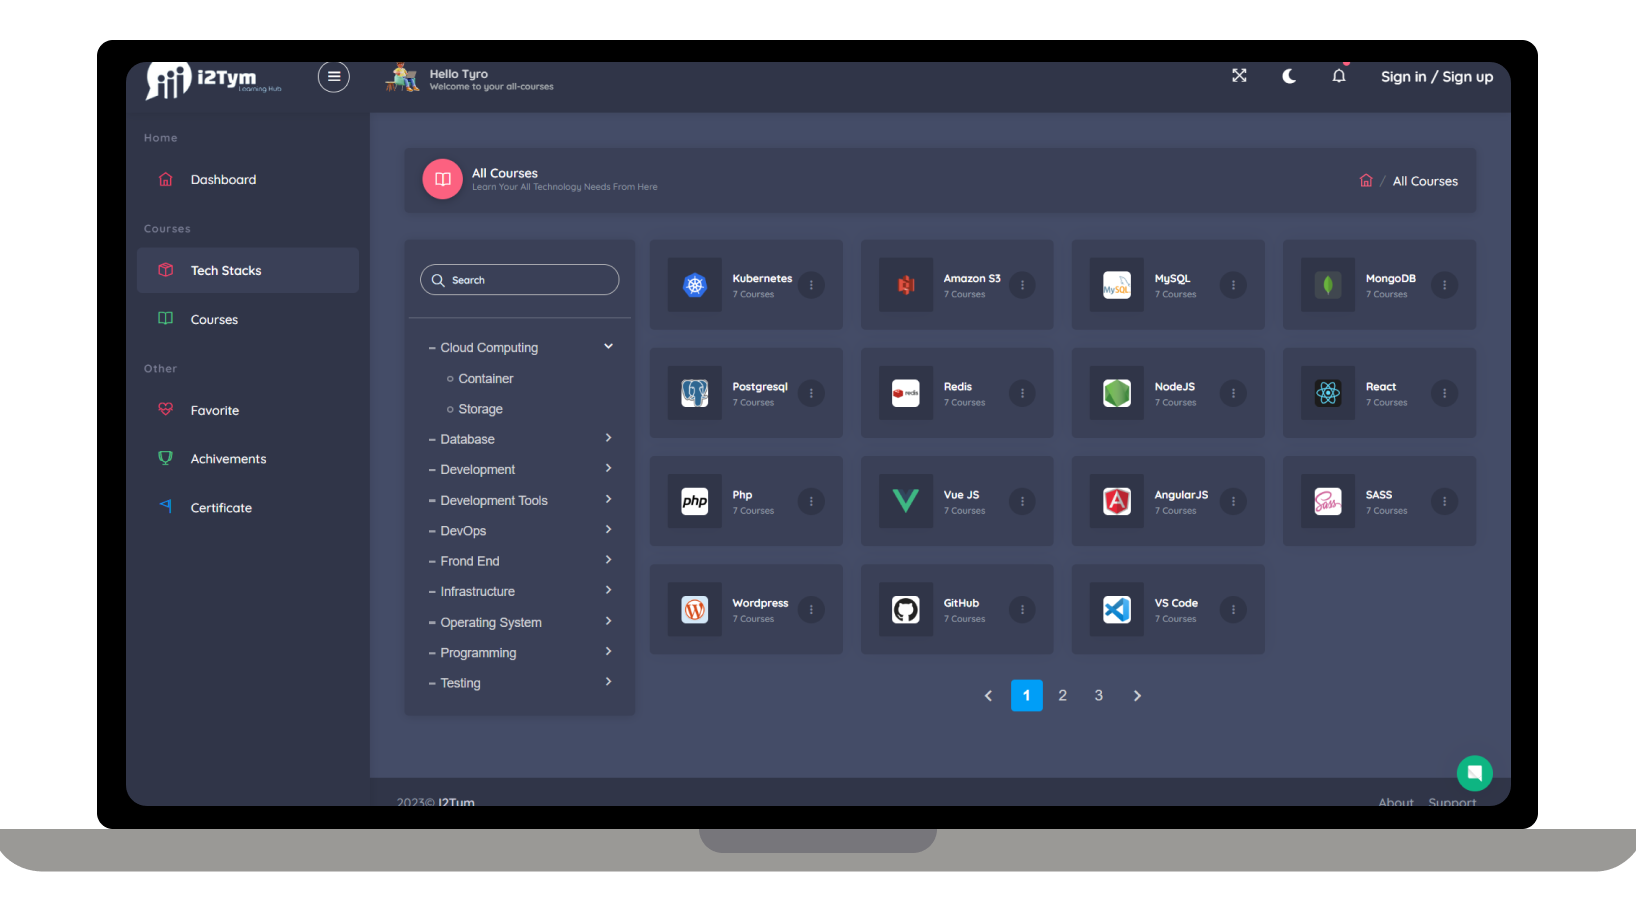 i2Tym
Learning Hub
Hello Tyro
Welcome to your all-courses
Sign in / Sign up
Home
Dashboard
Courses
Tech Stacks
Courses
Other
Favorite
Achivements
Certificate
All Courses
Learn Your All Technology Needs From Here
/ All Courses
Search
– Cloud Computing
Container
Storage
– Database
– Development
– Development Tools
– DevOps
– Frond End
– Infrastructure
– Operating System
– Programming
– Testing
Kubernetes
7 Courses
Amazon S3
7 Courses
MySQL
MySQL
7 Courses
MongoDB
7 Courses
Postgresql
7 Courses
redis
Redis
7 Courses
NodeJS
7 Courses
React
7 Courses
php
Php
7 Courses
Vue JS
7 Courses
A
AngularJS
7 Courses
Sass
SASS
7 Courses
W
Wordpress
7 Courses
GitHub
7 Courses
VS Code
7 Courses
1 2 3
2023© I2Tym
About Support